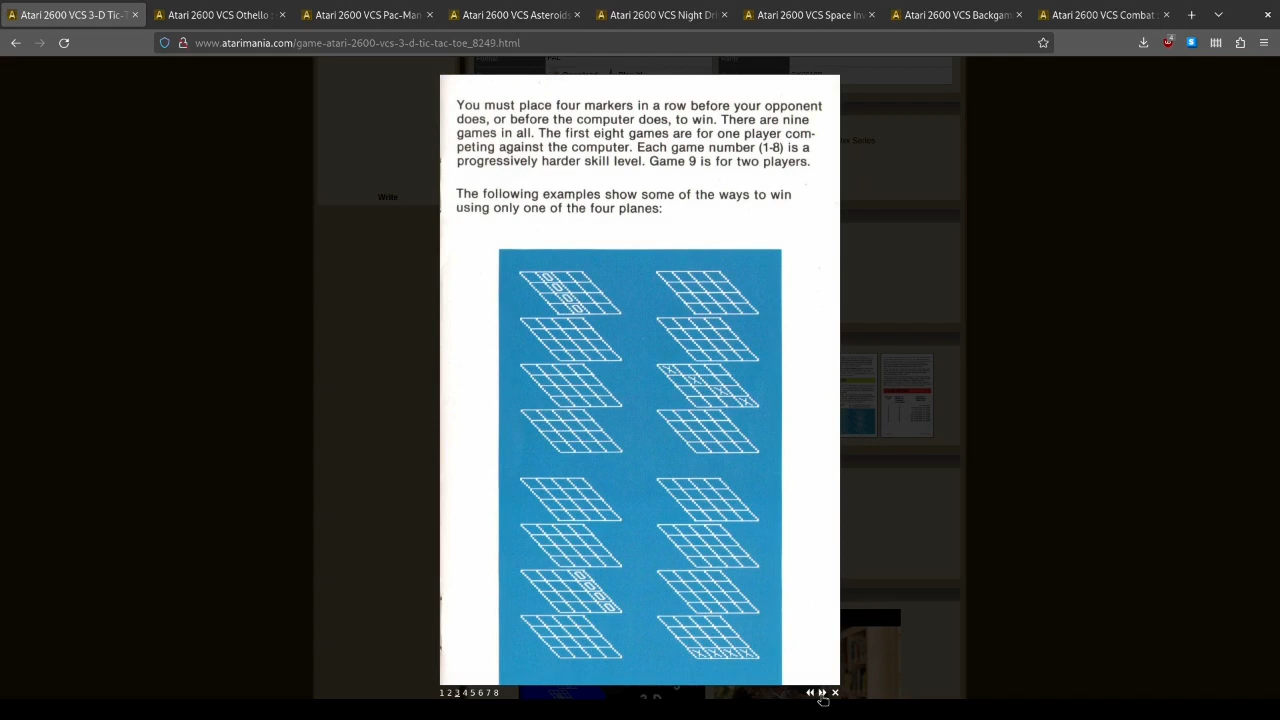 Atari 2600 VCS 3-D Tic-T
Atari 2600 VCS Othello :
Atari 2600 VCS Pac-Man
Atari 2600 VCS Asteroids
Atari 2600 VCS Night Dri
Atari 2600 VCS Space Inv
Atari 2600 VCS Backgam
Atari 2600 VCS Combat :
www.atarimania.com/game-atari-2600-vcs-3-d-tic-tac-toe_8249.html
You must place four markers in a row before your opponent
does, or before the computer does, to win. There are nine
games in all. The first eight games are for one player com-
peting against the computer. Each game number (1-8) is a
progressively harder skill level. Game 9 is for two players.
Write
The following examples show some of the ways to win
using only one of the four planes:
1 2 3 4 5 6 7 8